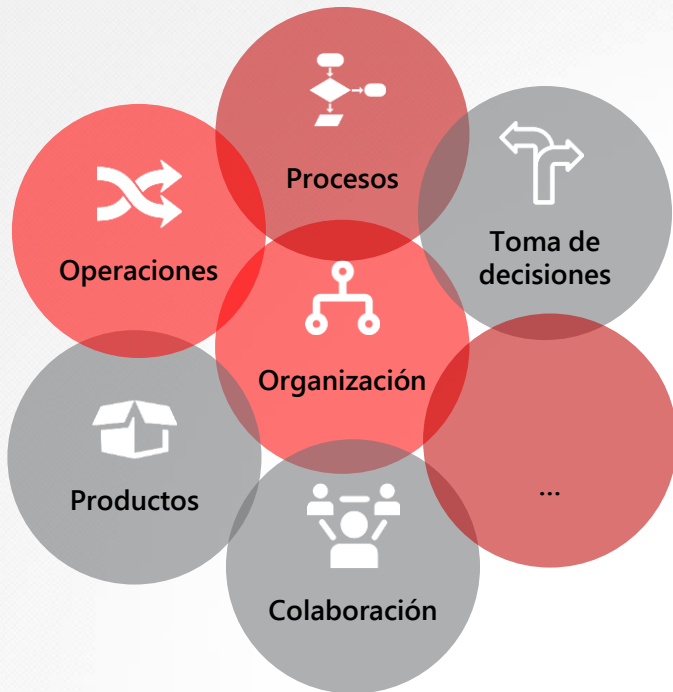 Procesos
Operaciones
Toma de
decisiones
Organización
Productos
...
Colaboración